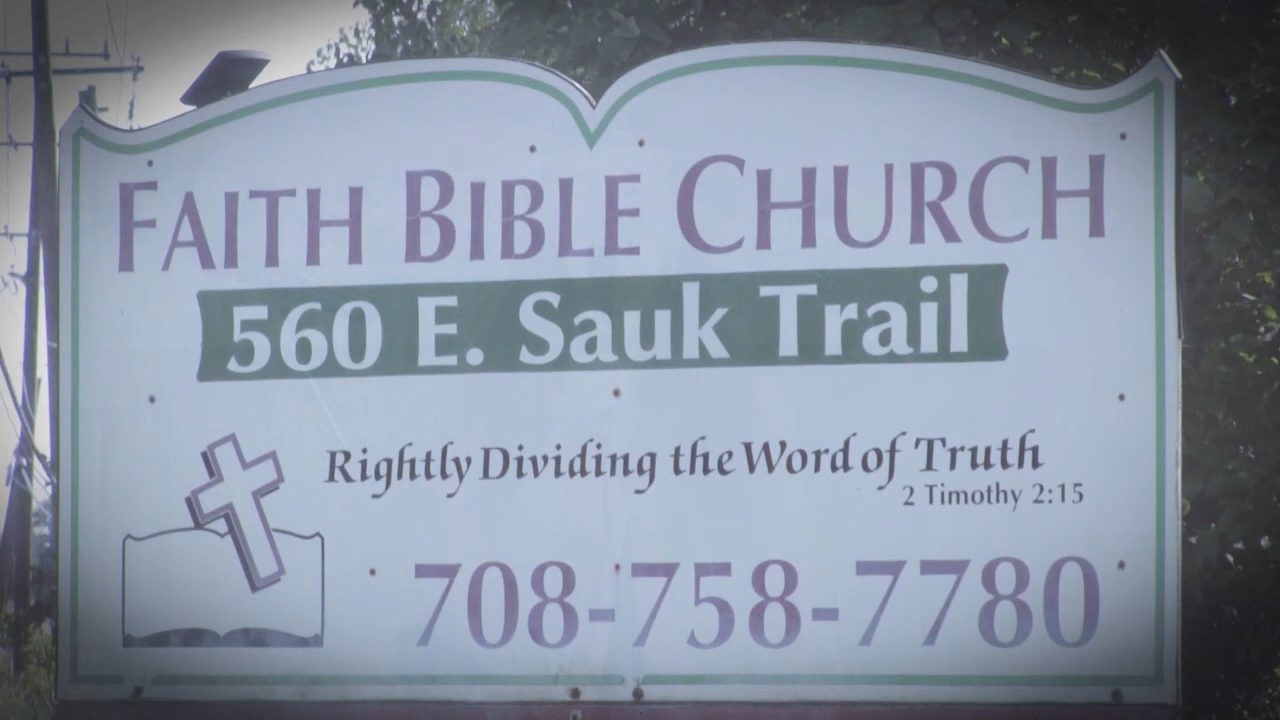 FAITH BIBLE CHURCH
560 E. Sauk Trail
Rightly Dividing the Word of Truth
2 Timothy 2:15
708-758-7780